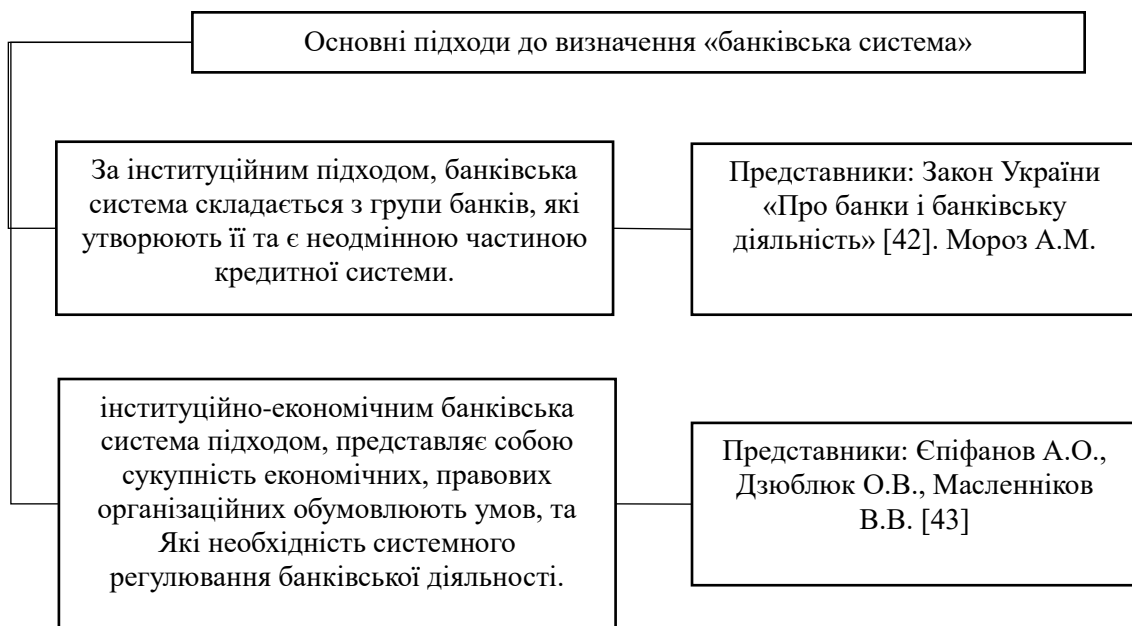 Основні підходи до визначення «банківська система»
За інституційним підходом, банківська
система складається з групи банків, які
утворюють її та є неодмінною частиною
кредитної системи.
Представники: Закон України
«Про банки і банківську
діяльність» [42]. Мороз А.М.
інституційно-економічним банківська
система підходом, представляє собою
сукупність економічних, правових
організаційних обумовлюють умов, та
Які необхідність системного
регулювання банківської діяльності.
Представники: Єпіфанов А.О.,
Дзюблюк О.В., Масленніков
В.В. [43]